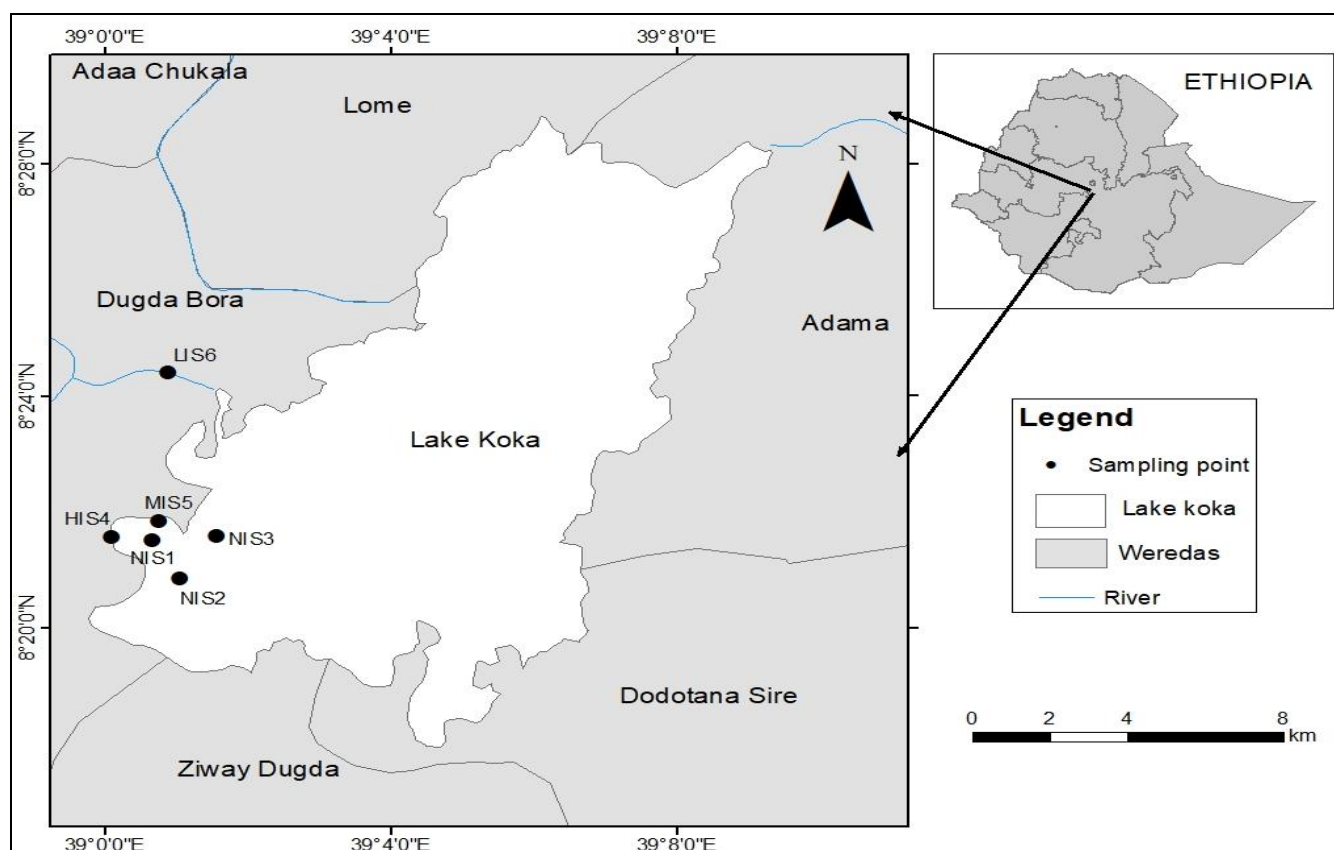 39°0'0"E
39°4'0"E
39°8'0"E
Adaa Chukala
Lome
ETHIOPIA
8°28'0"N
N
Dugda Bora
Adama
LIS6
8°24'0"N
Lake Koka
Legend
Sampling point
Lake koka
Weredas
River
HIS4
MIS5
NIS1
NIS3
NIS2
8°20'0"N
Dodotana Sire
Ziway Dugda
0 2 4 8
km
39°0'0"E
39°4'0"E
39°8'0"E